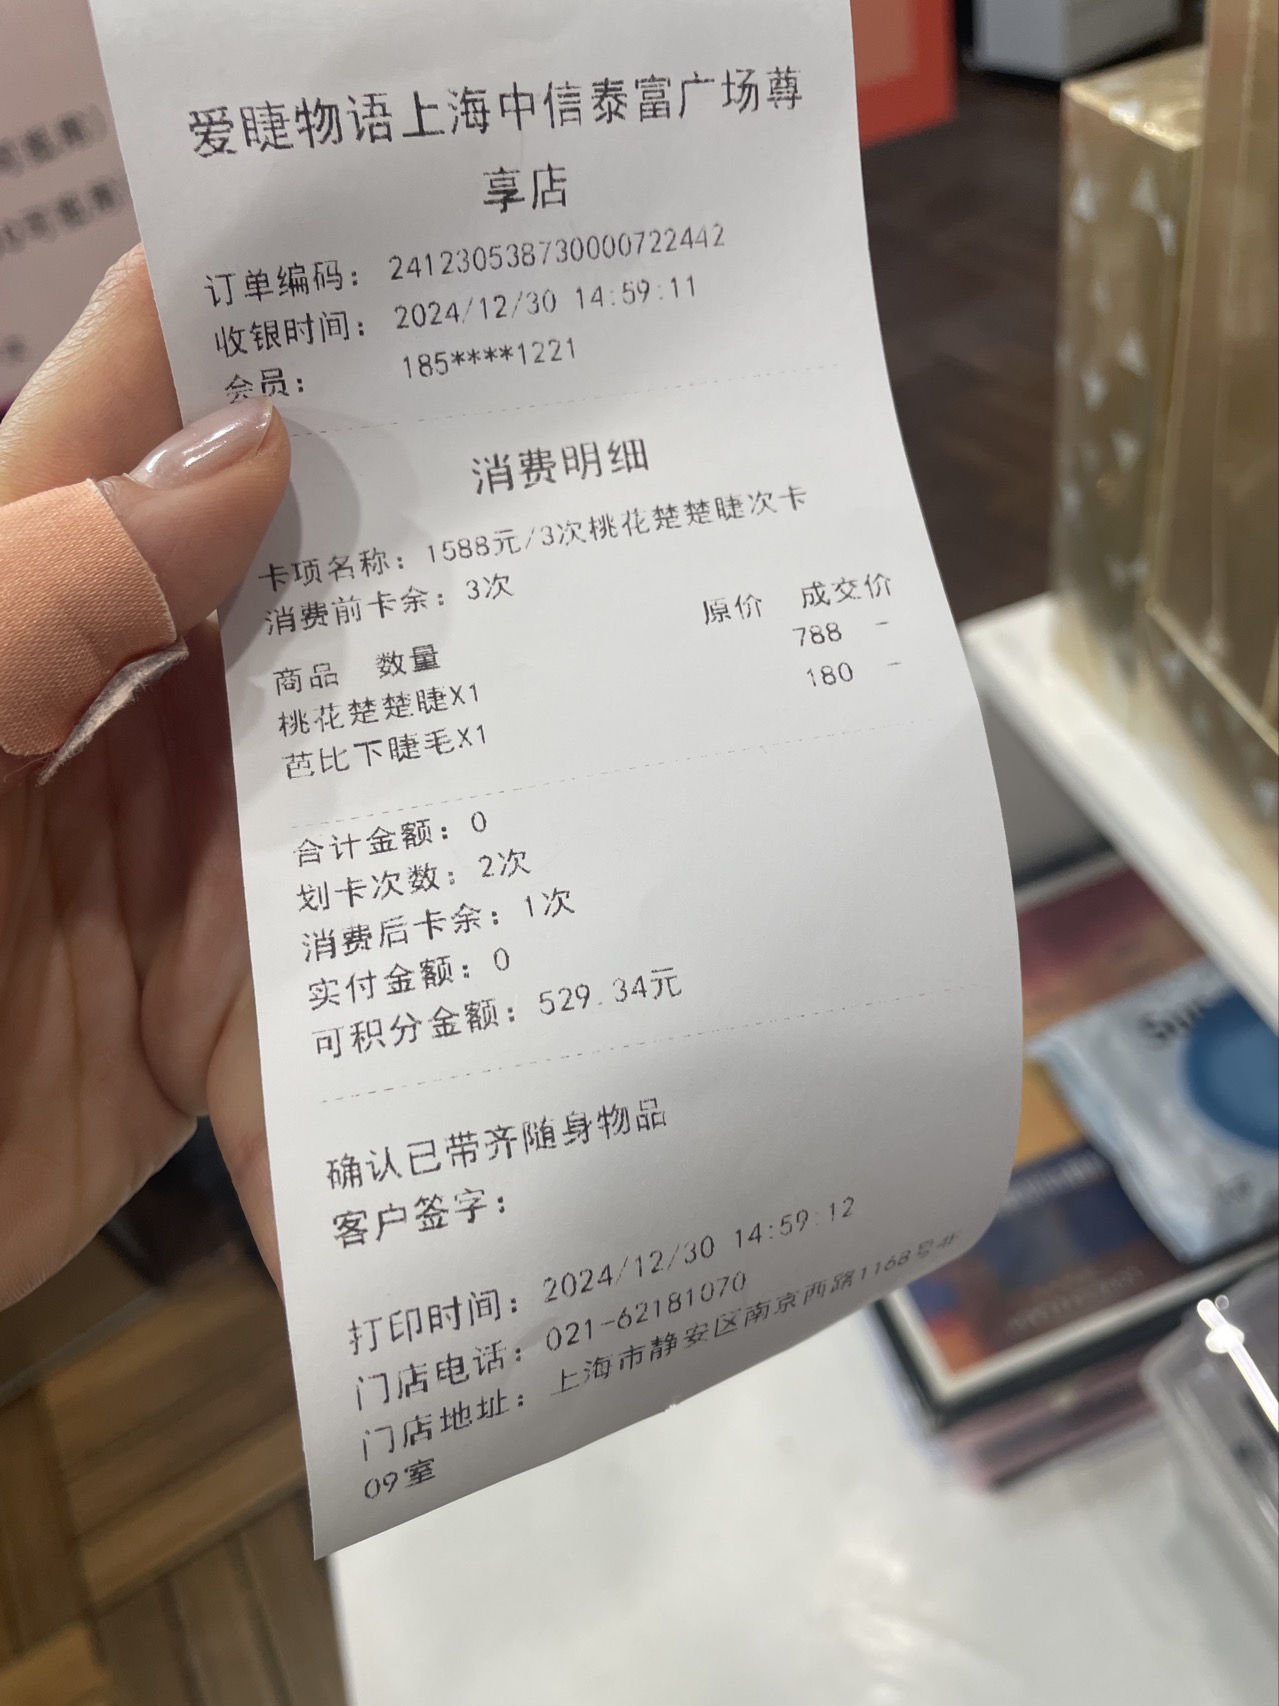 爱睫物语上海中信泰富广场尊
享店
订单编码： 241230538730000722442
收银时间： 2024/12/30 14:59:11
会员： 185****1221
消费明细
卡项名称：1588元/3次桃花楚楚睫次卡
消费前卡余：3次
商品 数量 原价 成交价
桃花楚楚睫X1 788 -
芭比下睫毛X1 180 -
合计金额：0
划卡次数：2次
消费后卡余：1次
实付金额：0
可积分金额：529.34元
确认已带齐随身物品
客户签字：
打印时间：2024/12/30 14:59:12
门店电话：021-62181070
门店地址：上海市静安区南京西路1168号4F
09室